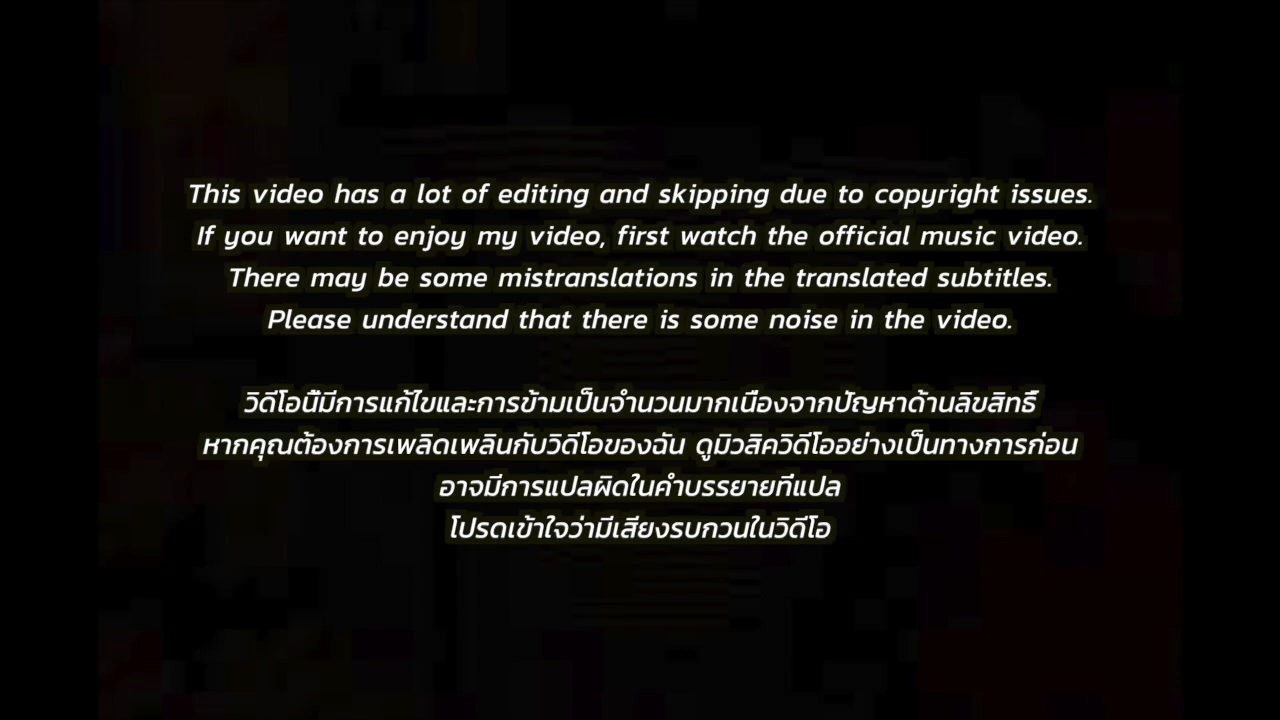 This video has a lot of editing and skipping due to copyright issues.
If you want to enjoy my video, first watch the official music video.
There may be some mistranslations in the translated subtitles.
Please understand that there is some noise in the video.
วิดีโอนี้มีการแก้ไขและการข้ามเป็นจำนวนมากเนื่องจากปัญหาด้านลิขสิทธิ์
หากคุณต้องการเพลิดเพลินกับวิดีโอของฉัน ดูมิวสิควิดีโออย่างเป็นทางการก่อน
อาจมีการแปลผิดในคำบรรยายที่แปล
โปรดเข้าใจว่ามีเสียงรบกวนในวิดีโอ